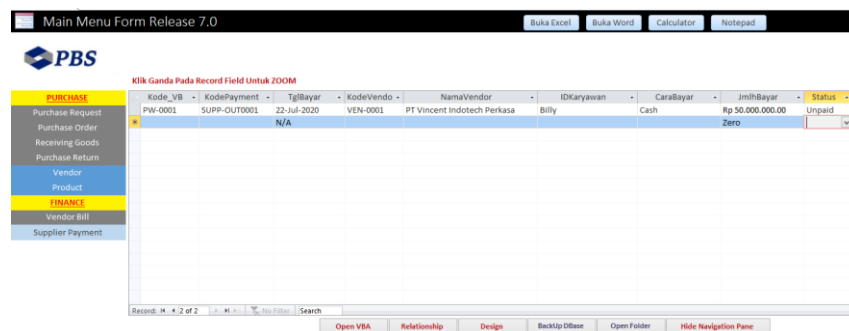 Main Menu Form Release 7.0
Buka Excel Buka Word Calculator Notepad
PBS
Klik Ganda Pada Record Field Untuk ZOOM
PURCHASE
Purchase Request
Purchase Order
Receiving Goods
Purchase Return
Vendor
Product
FINANCE
Vendor Bill
Supplier Payment
Kode_VB KodePayment TglBayar KodeVendo NamaVendor IDKaryawan CaraBayar JmlhBayar Status
PW-0001 SUPP-OUT0001 22-Jul-2020 VEN-0001 PT Vincent Indotech Perkasa Billy Cash Rp 50.000.000.00 Unpaid
N/A Zero
Record: 2 of 2 No Filter Search
Open VBA Relationship Design BackUp DBase Open Folder Hide Navigation Pane